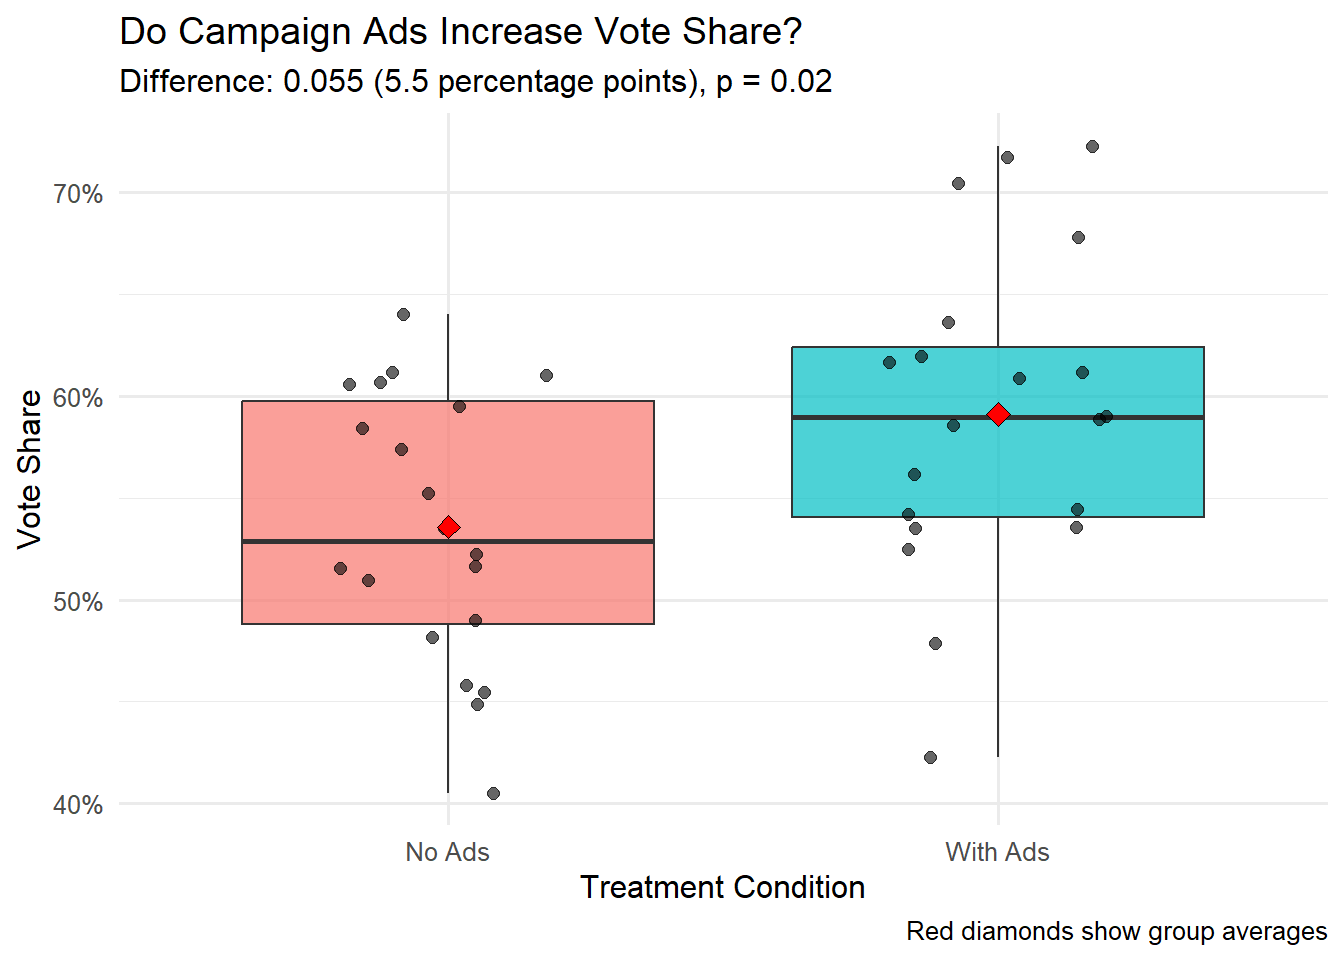 Do Campaign Ads Increase Vote Share?
Difference: 0.055 (5.5 percentage points), p = 0.02
Vote Share
70%
60%
50%
40%
No Ads
With Ads
Treatment Condition
Red diamonds show group averages